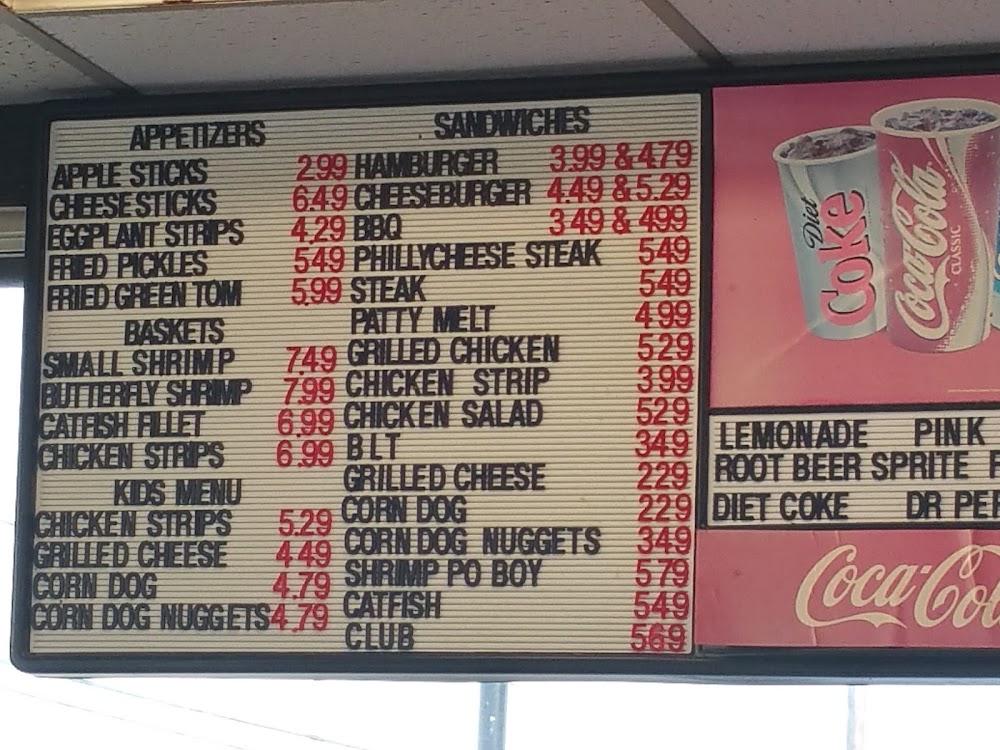 APPETIZERS
APPLE STICKS 2.99
CHEESE STICKS 6.49
EGGPLANT STRIPS 4.29
FRIED PICKLES 5.49
FRIED GREEN TOM 5.99
BASKETS
SMALL SHRIMP 7.49
BUTTERFLY SHRIMP 7.99
CATFISH FILLET 6.99
CHICKEN STRIPS 6.99
KIDS MENU
CHICKEN STRIPS 5.29
GRILLED CHEESE 4.49
CORN DOG 4.79
CORN DOG NUGGETS 4.79
SANDWICHES
HAMBURGER 3.99 & 4.79
CHEESEBURGER 4.49 & 5.29
BBQ 3.49 & 4.99
PHILLYCHEESE STEAK 5.49
STEAK 5.49
PATTY MELT 4.99
GRILLED CHICKEN 5.29
CHICKEN STRIP 3.99
CHICKEN SALAD 5.29
BLT 3.49
GRILLED CHEESE 2.29
CORN DOG 2.29
CORN DOG NUGGETS 3.49
SHRIMP PO BOY 5.79
CATFISH 5.49
CLUB 5.69
Diet Coke
Coca-Cola
CLASSIC
LEMONADE PINK
ROOT BEER SPRITE F
DIET COKE DR PE
Coca-Co